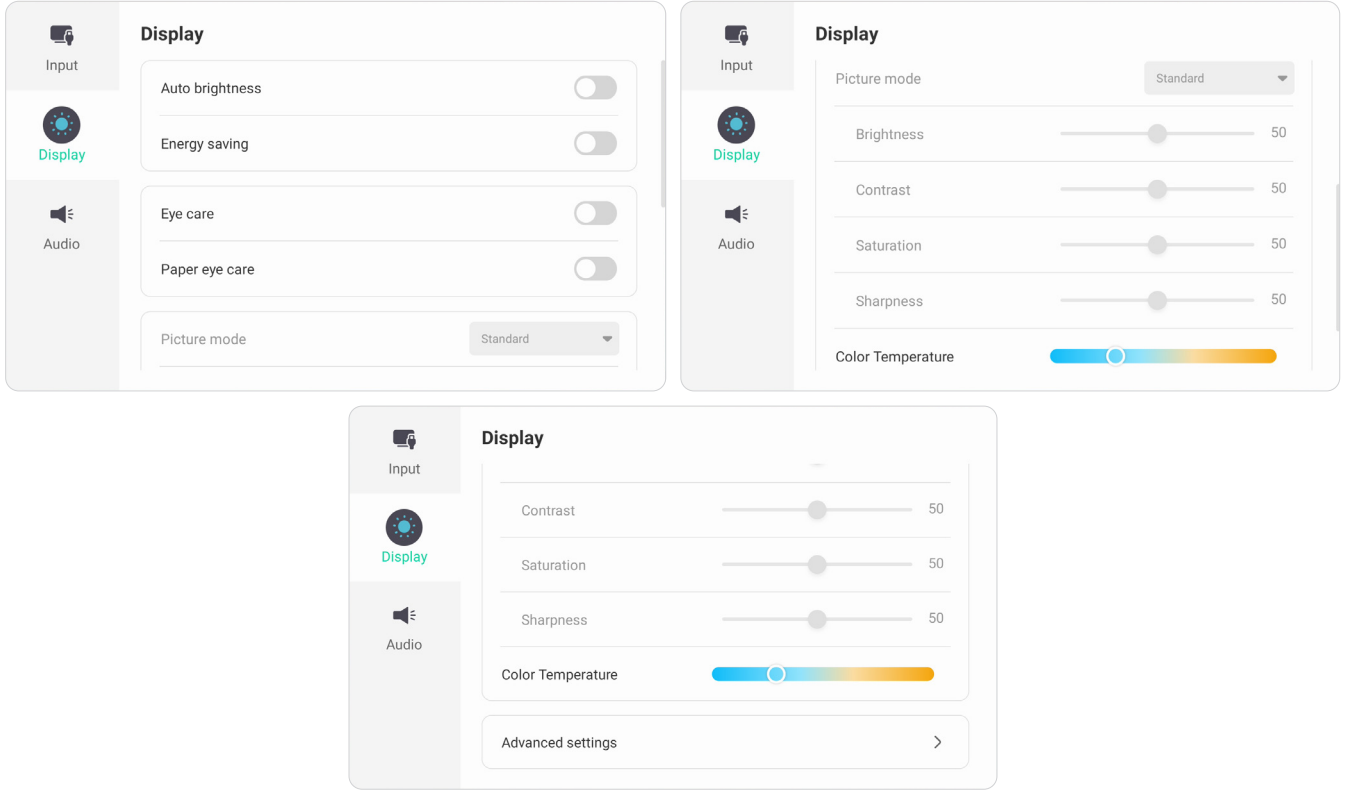 Input
Display
Audio
Display
Auto brightness
Energy saving
Eye care
Paper eye care
Picture mode Standard
Input
Display
Audio
Display
Picture mode Standard
Brightness 50
Contrast 50
Saturation 50
Sharpness 50
Color Temperature
Input
Display
Audio
Display
Contrast 50
Saturation 50
Sharpness 50
Color Temperature
Advanced settings